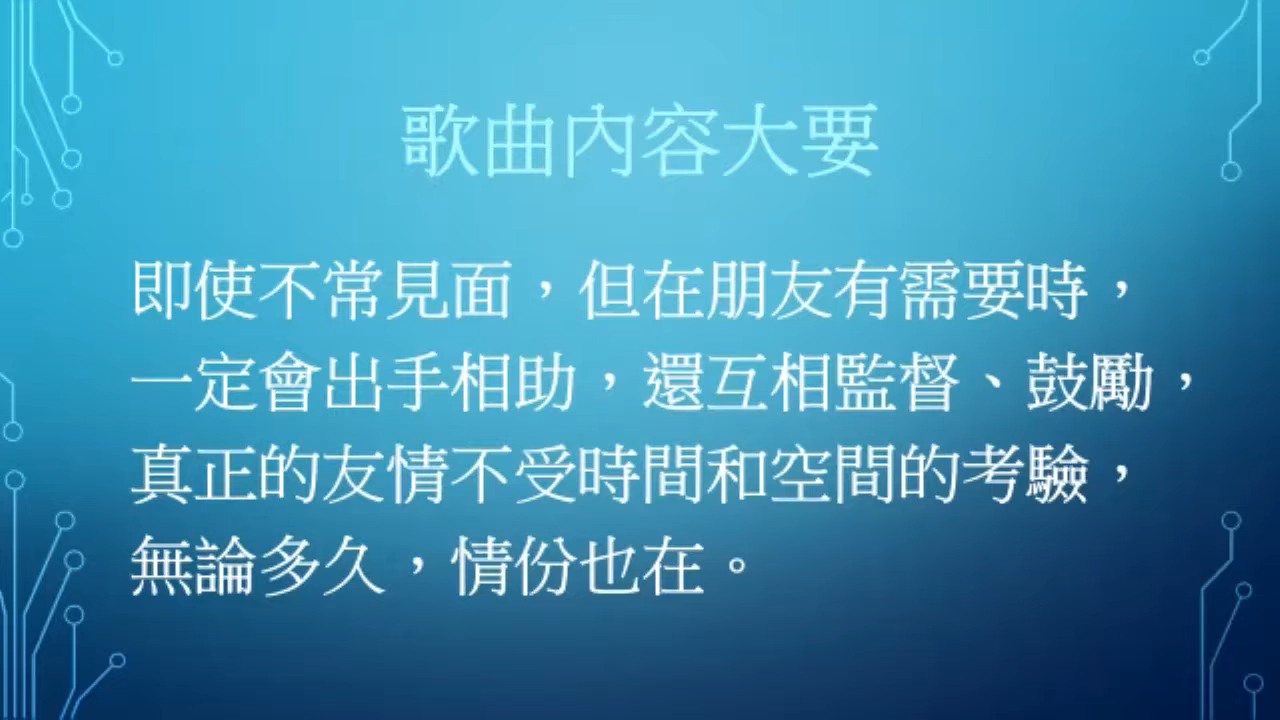 歌曲內容大要
即使不常見面，但在朋友有需要時，
一定會出手相助，還互相監督、鼓勵，
真正的友情不受時間和空間的考驗，
無論多久，情份也在。